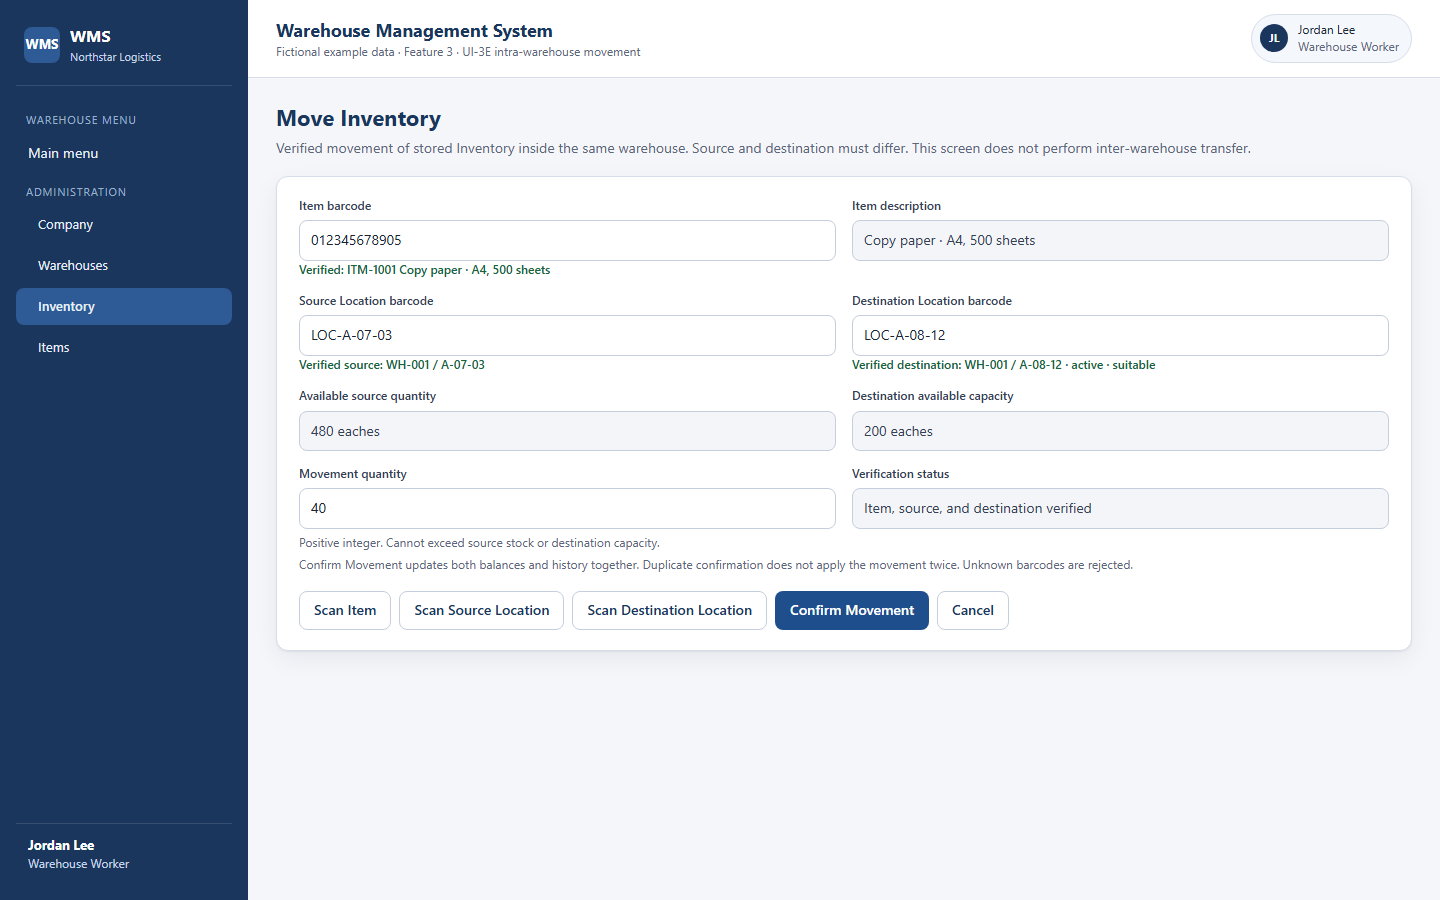 WMS
WMS
Northstar Logistics
WAREHOUSE MENU
Main menu
ADMINISTRATION
Company
Warehouses
Inventory
Items
Jordan Lee
Warehouse Worker
Warehouse Management System
Fictional example data · Feature 3 · UI-3E intra-warehouse movement
JL
Jordan Lee
Warehouse Worker
Move Inventory
Verified movement of stored Inventory inside the same warehouse. Source and destination must differ. This screen does not perform inter-warehouse transfer.
Item barcode
012345678905
Verified: ITM-1001 Copy paper · A4, 500 sheets
Item description
Copy paper · A4, 500 sheets
Source Location barcode
LOC-A-07-03
Verified source: WH-001 / A-07-03
Destination Location barcode
LOC-A-08-12
Verified destination: WH-001 / A-08-12 · active · suitable
Available source quantity
480 eaches
Destination available capacity
200 eaches
Movement quantity
40
Positive integer. Cannot exceed source stock or destination capacity.
Verification status
Item, source, and destination verified
Confirm Movement updates both balances and history together. Duplicate confirmation does not apply the movement twice. Unknown barcodes are rejected.
Scan Item
Scan Source Location
Scan Destination Location
Confirm Movement
Cancel